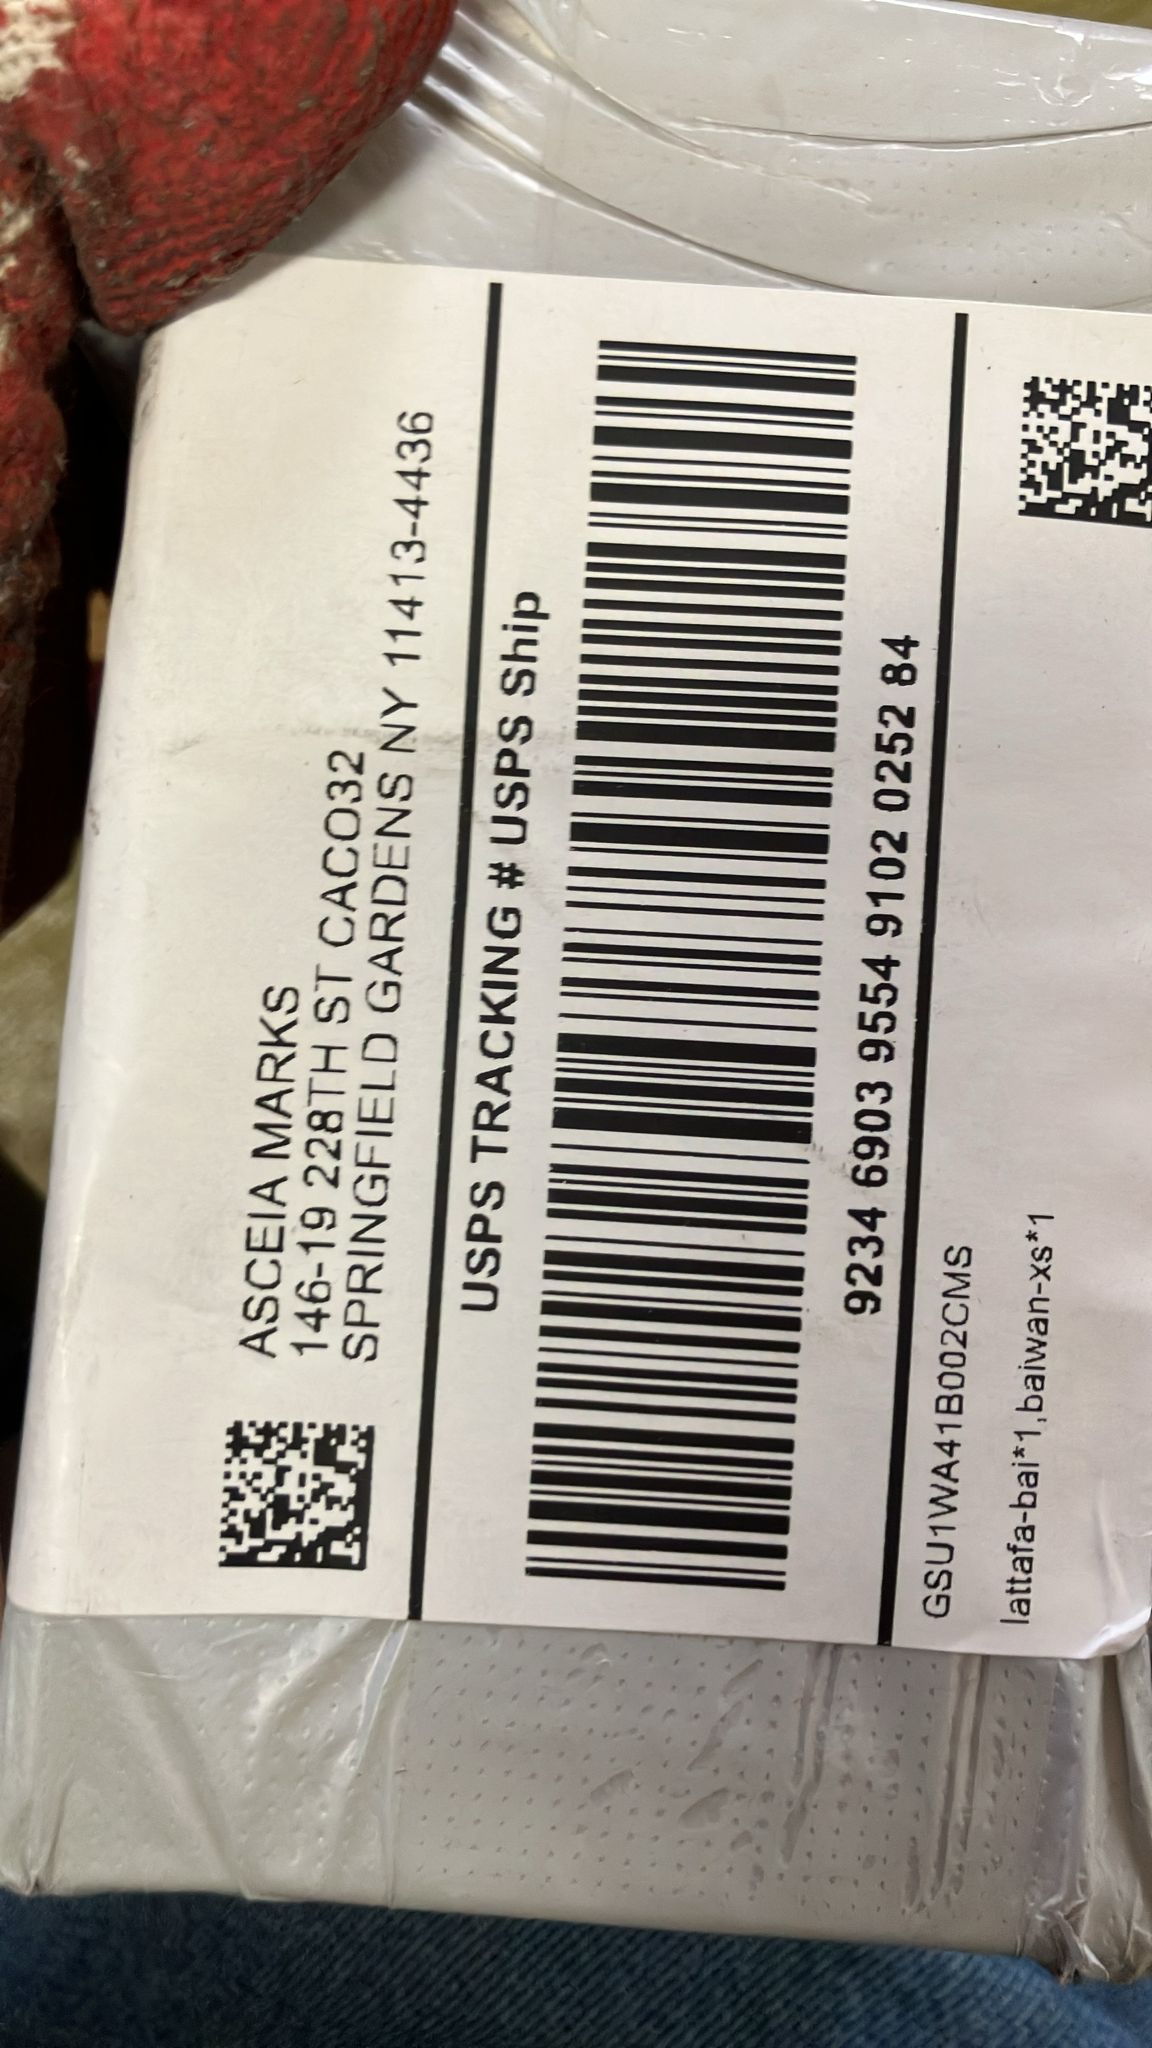 ASCEIA MARKS
146-19 228TH ST CACO32
SPRINGFIELD GARDENS NY 11413-4436
USPS TRACKING # USPS Ship
9234 6903 9554 9102 0252 84
GSU1WA41B002CMS
lattafa-bai*1,baiwan-xs*1